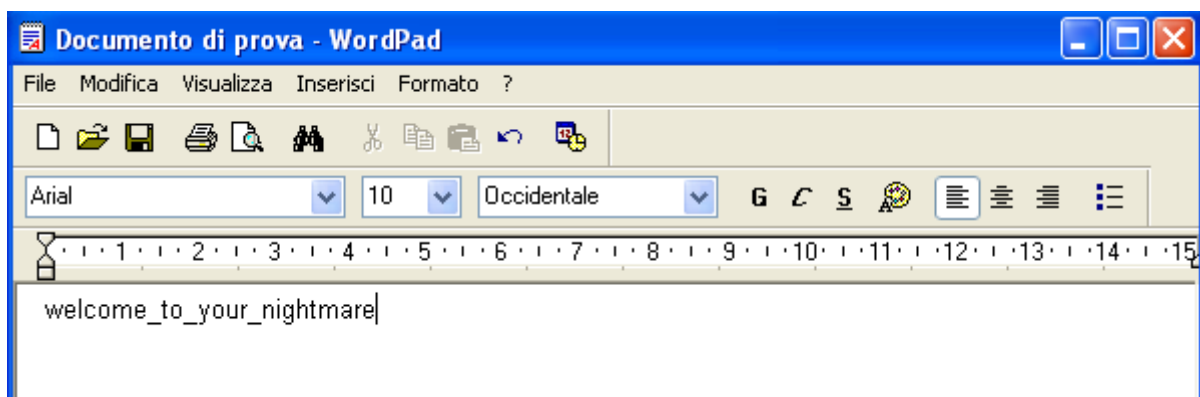 Documento di prova - WordPad
File Modifica Visualizza Inserisci Formato ?
12
Arial 10 Occidentale G C S A
1 2 3 4 5 6 7 8 9 10 11 12 13 14 15
welcome_to_your_nightmare